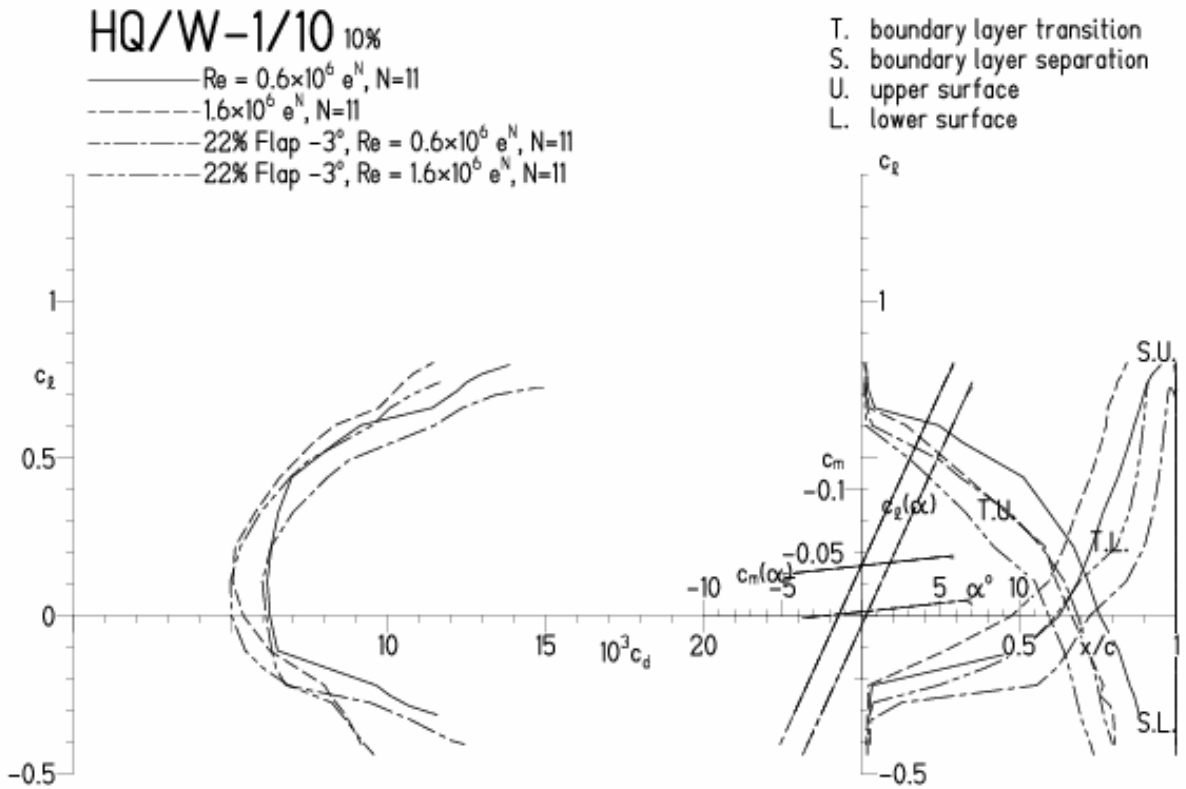 HQ/W-1/10 10%
Re = 0.6×10⁶ eᴺ, N=11
1.6×10⁶ eᴺ, N=11
22% Flap -3°, Re = 0.6×10⁶ eᴺ, N=11
22% Flap -3°, Re = 1.6×10⁶ eᴺ, N=11
T. boundary layer transition
S. boundary layer separation
U. upper surface
L. lower surface
cℓ
1
1
S.U.
cℓ
0.5
cm
-0.1
cℓ(α)
T.U.
T.L.
-0.05
cm(α)
-10
-5
5
α°
10
0
10
15
10³cd
20
0.5
x/c
1
S.L.
-0.5
-0.5